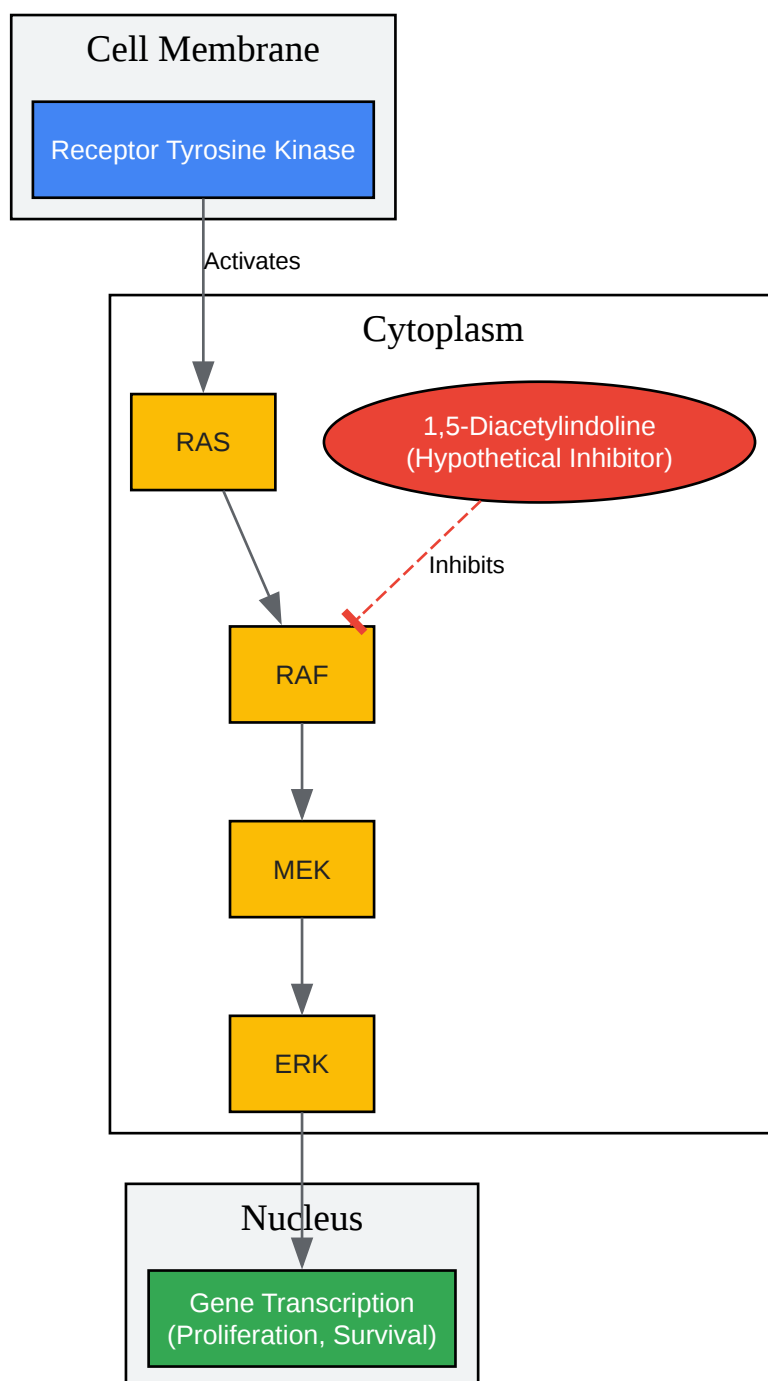 Cell Membrane
Receptor Tyrosine Kinase
Activates
Cytoplasm
RAS
1,5-Diacetylindoline
(Hypothetical Inhibitor)
Inhibits
RAF
MEK
ERK
Nucleus
Gene Transcription
(Proliferation, Survival)